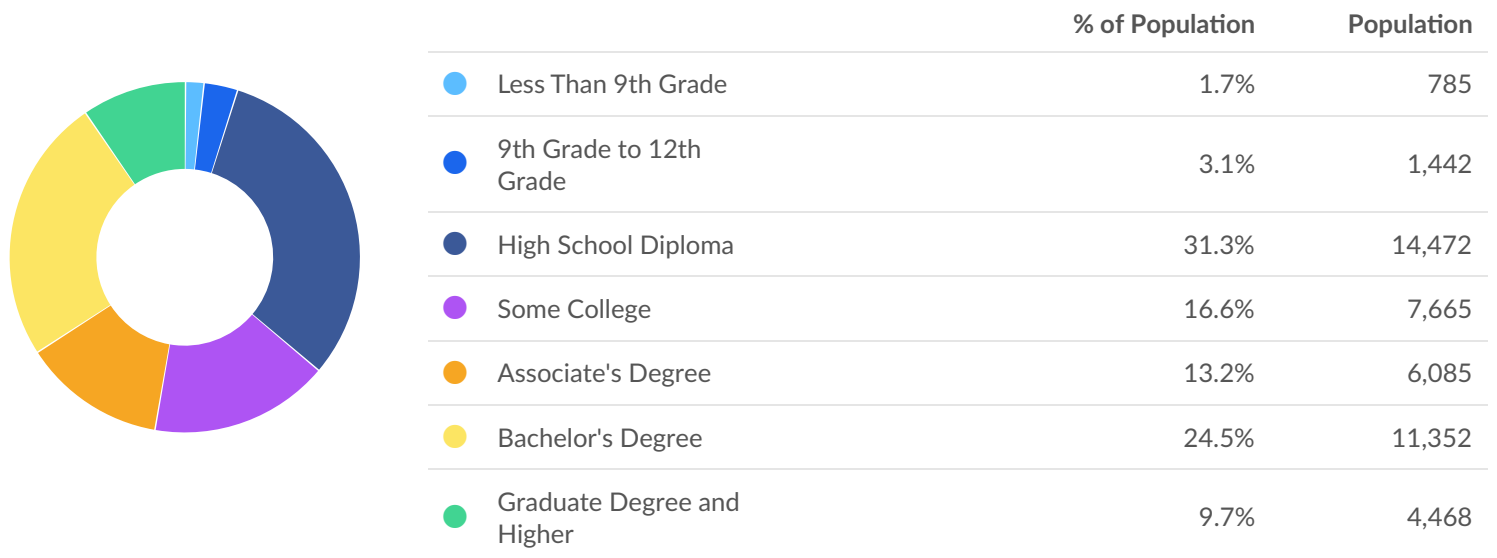 % of Population Population
Less Than 9th Grade 1.7% 785
9th Grade to 12th
Grade 3.1% 1,442
High School Diploma 31.3% 14,472
Some College 16.6% 7,665
Associate's Degree 13.2% 6,085
Bachelor's Degree 24.5% 11,352
Graduate Degree and
Higher 9.7% 4,468